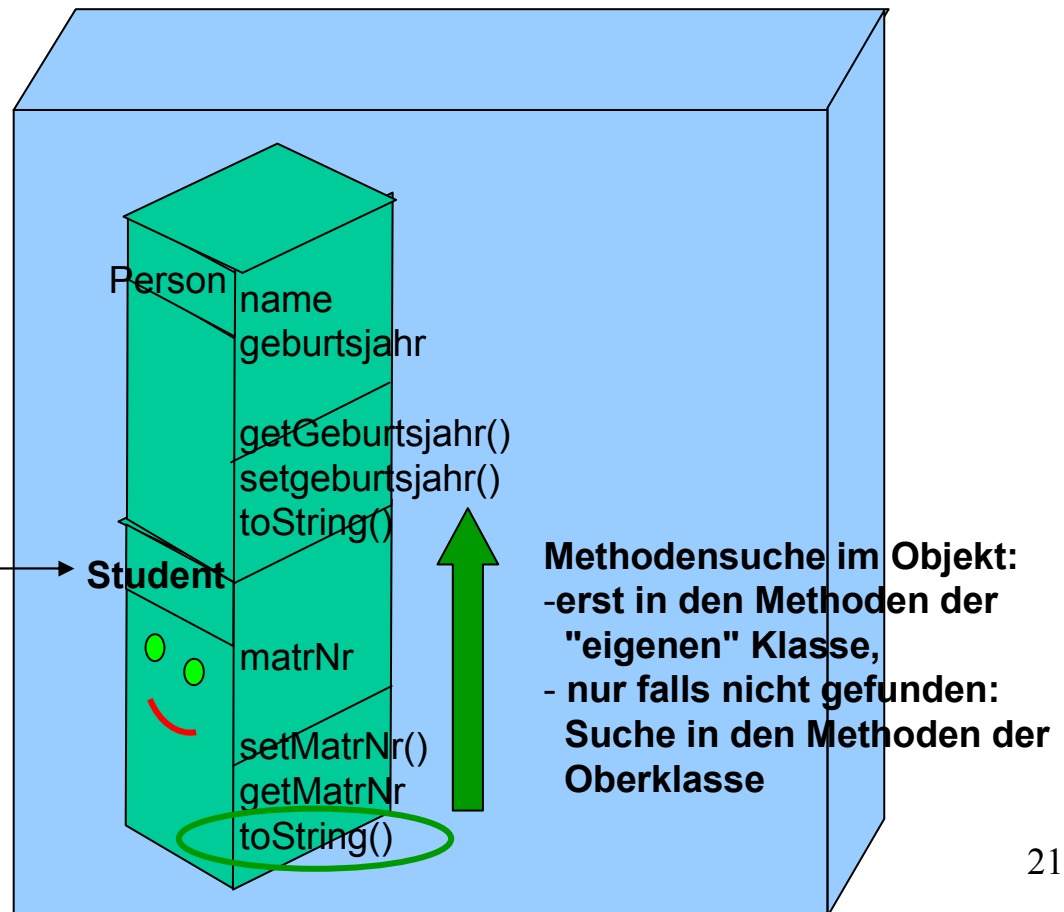 Person
name
geburtsjahr
getGeburtsjahr()
setgeburtsjahr()
toString()
Student
matrNr
setMatrNr()
getMatrNr
toString()
Methodensuche im Objekt:
-erst in den Methoden der
"eigenen" Klasse,
- nur falls nicht gefunden:
Suche in den Methoden der
Oberklasse
21